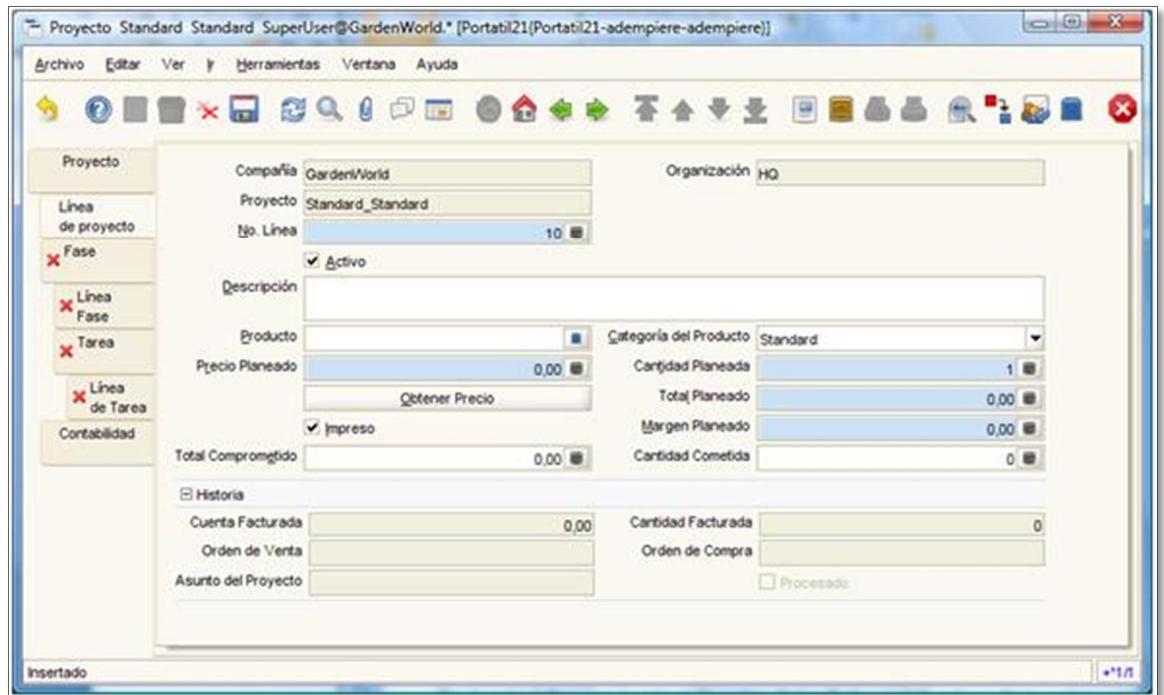 Proyecto Standard Standard SuperUser@GardenWorld.* [Portatil21{Portatil21-adempiere-adempiere}]
Archivo Editar Ver Ir Herramientas Ventana Ayuda
Proyecto
Línea
de proyecto
Fase
Línea
Fase
Tarea
Línea
de Tarea
Contabilidad
Compañía GardenWorld Organización HQ
Proyecto Standard_Standard
No. Línea 10
Activo
Descripción
Producto Categoría del Producto Standard
Precio Planeado 0,00 Cantidad Planeada 1
Obtener Precio Total Planeado 0,00
Impreso Margen Planeado 0,00
Total Comprometido 0,00 Cantidad Cometida 0
Historia
Cuenta Facturada 0,00 Cantidad Facturada 0
Orden de Venta Orden de Compra
Asunto del Proyecto Procesado
Insertado +*1/1